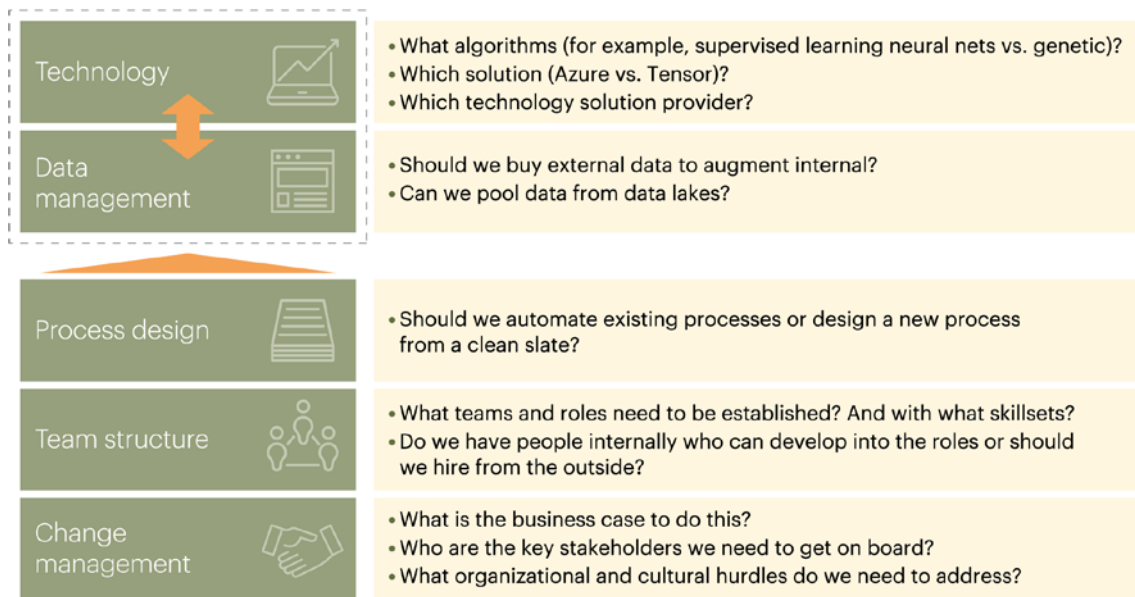 Technology
• What algorithms (for example, supervised learning neural nets vs. genetic)?
• Which solution (Azure vs. Tensor)?
• Which technology solution provider?
Data
management
• Should we buy external data to augment internal?
• Can we pool data from data lakes?
Process design
• Should we automate existing processes or design a new process
from a clean slate?
Team structure
• What teams and roles need to be established? And with what skillsets?
• Do we have people internally who can develop into the roles or should
we hire from the outside?
Change
management
• What is the business case to do this?
• Who are the key stakeholders we need to get on board?
• What organizational and cultural hurdles do we need to address?